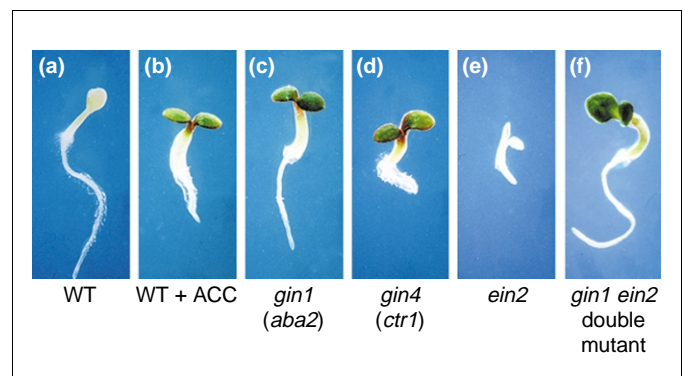 (a) (b) (c) (d) (e) (f)
WT WT + ACC gin1 gin4 ein2 gin1 ein2
(aba2) (ctr1) double
mutant